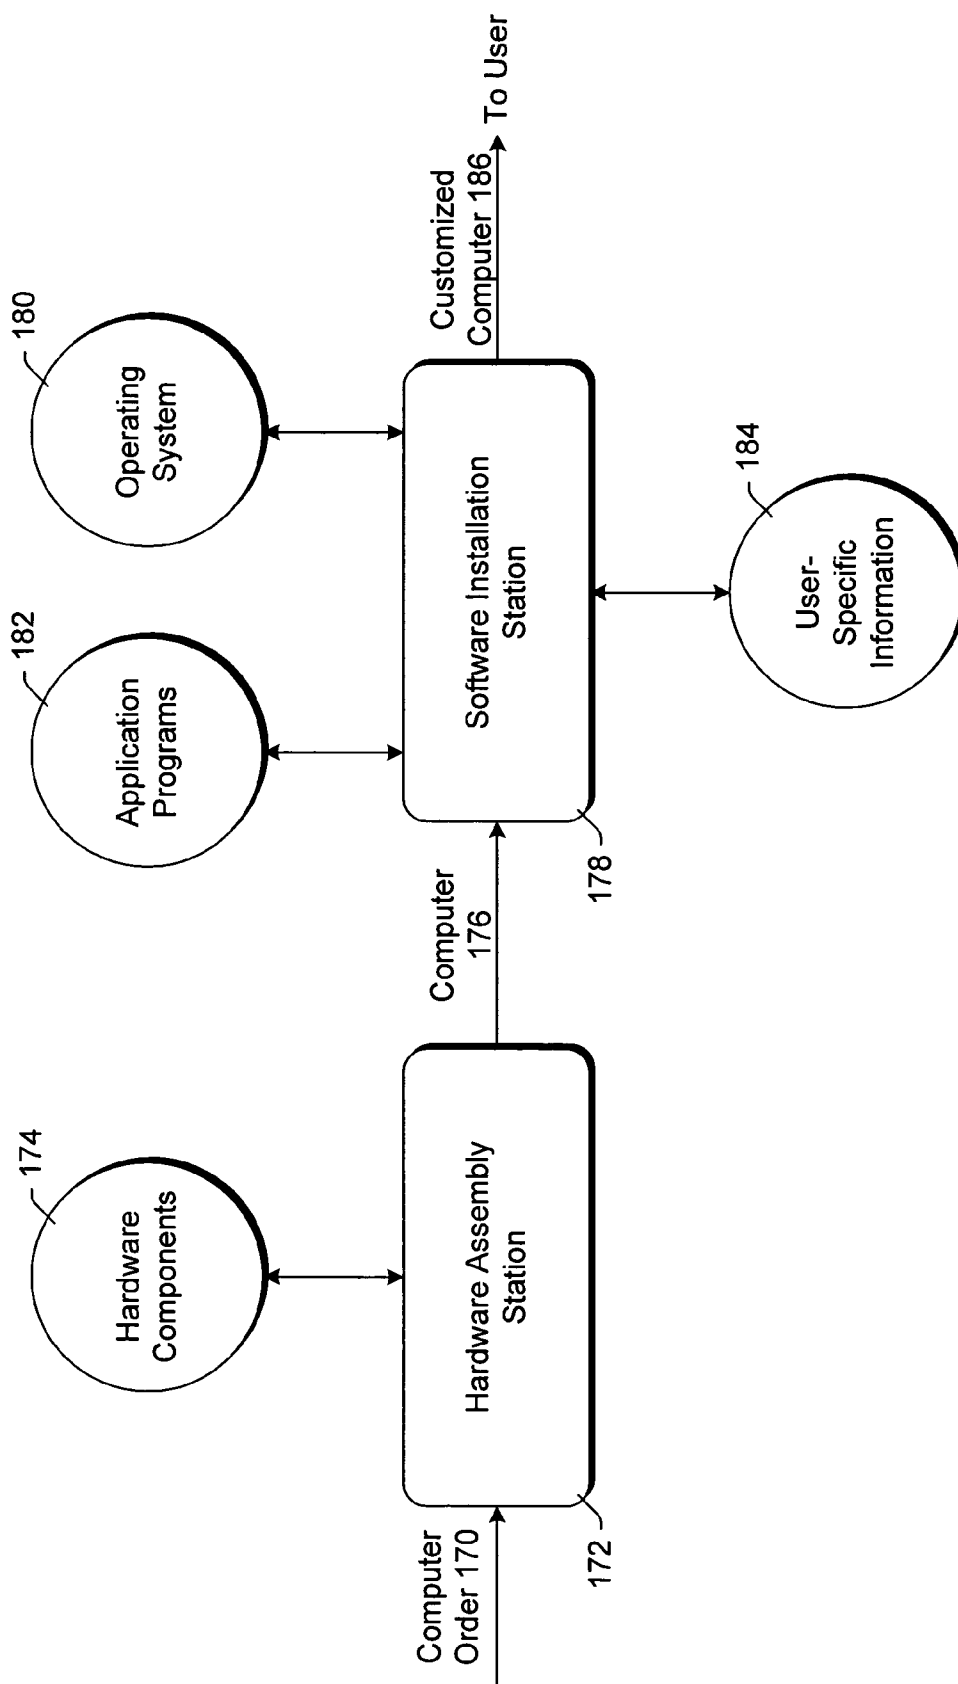 174
Hardware
Components
182
Application
Programs
180
Operating
System
Computer
Order 170
Hardware Assembly
Station
172
Computer
176
Software Installation
Station
178
Customized
Computer 186
To User
184
User-
Specific
Information